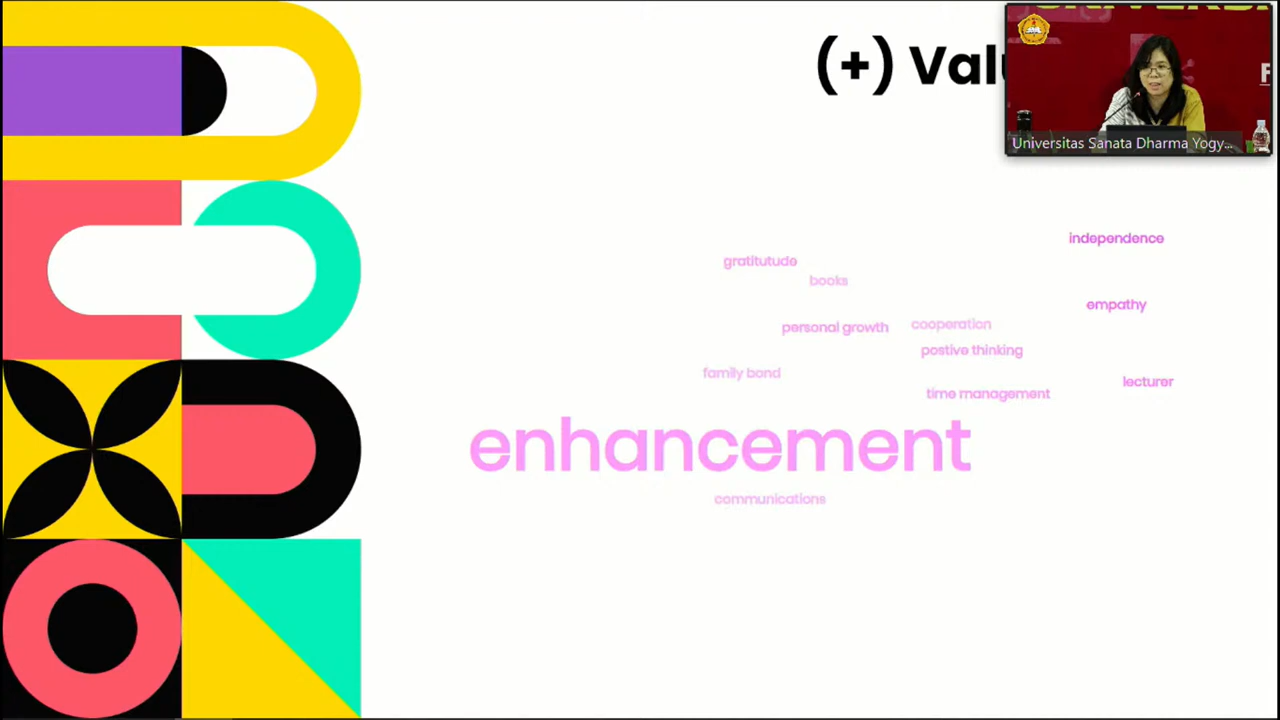 (+) Val
Universitas Sanata Dharma Yogy...
independence
gratitutude
books
empathy
personal growth
cooperation
postive thinking
family bond
lecturer
time management
enhancement
communications